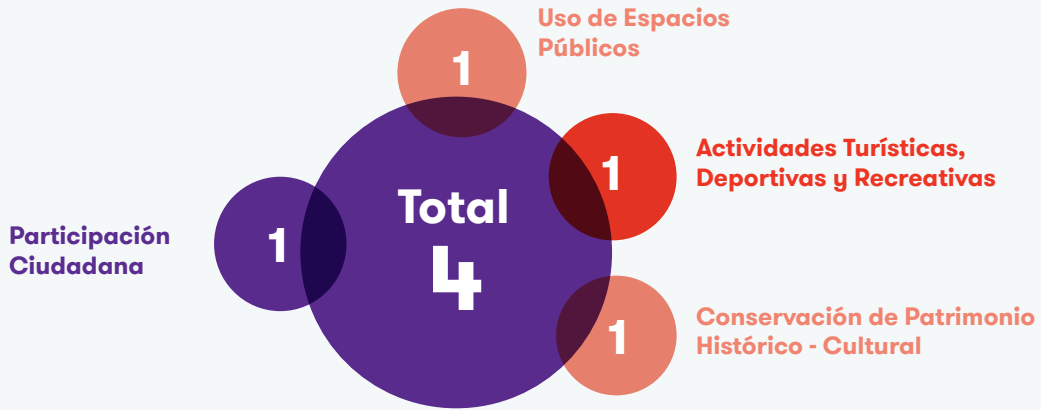 Uso de Espacios
Públicos
1
Actividades Turísticas,
Deportivas y Recreativas
1
Total
4
Participación
Ciudadana
1
Conservación de Patrimonio
Histórico - Cultural
1